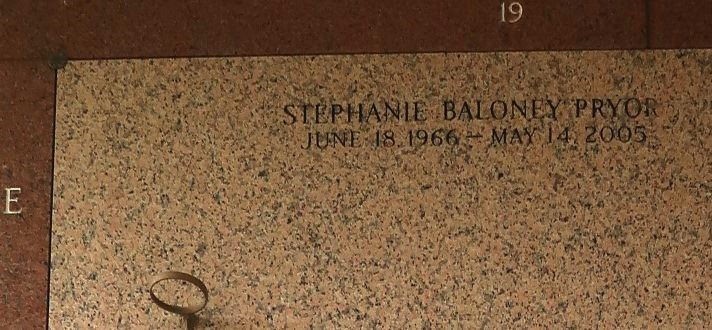 19
STEPHANIE BALONEY PRYOR
JUNE 18, 1966 – MAY 14, 2005
E